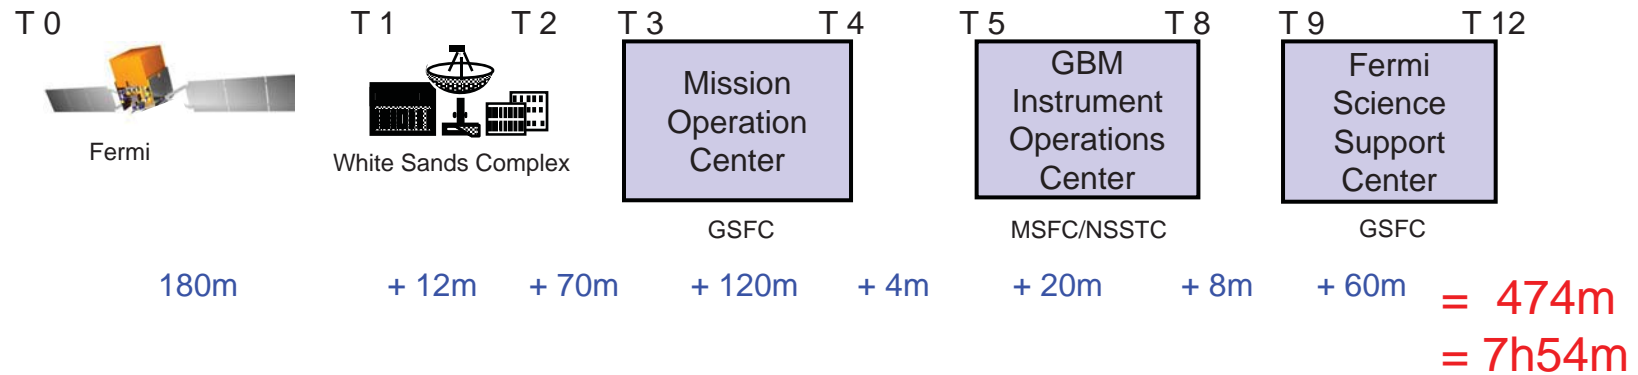 T 0 T 1 T 2 T 3 T 4 T 5 T 8 T 9 T 12
Fermi
White Sands Complex
Mission
Operation
Center
GSFC
GBM
Instrument
Operations
Center
MSFC/NSSTC
Fermi
Science
Support
Center
GSFC
180m + 12m + 70m + 120m + 4m + 20m + 8m + 60m = 474m
= 7h54m